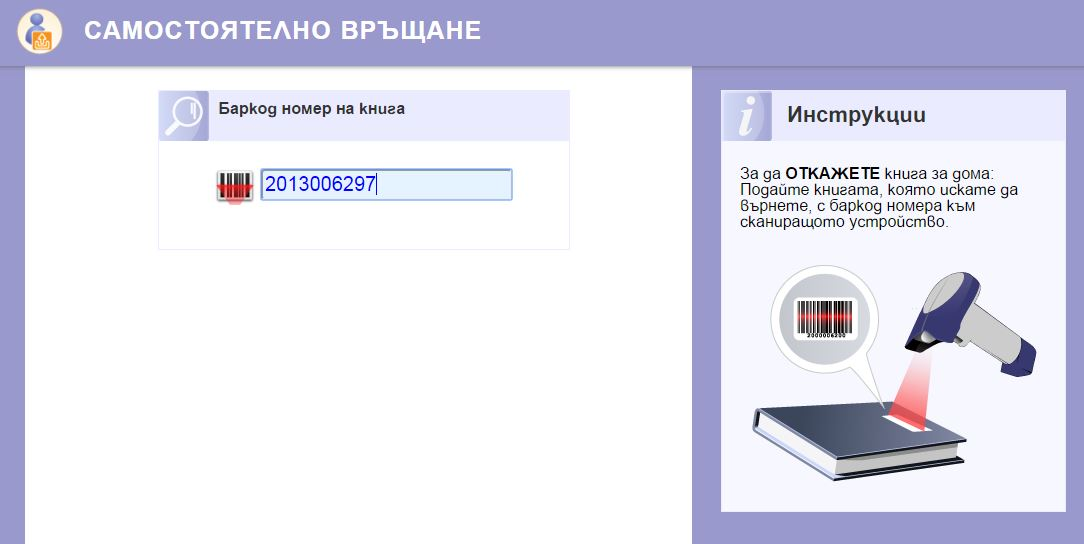 САМОСТОЯТЕЛНО ВРЪЩАНЕ
Баркод номер на книга
2013006297
Инструкции
За да ОТКАЖЕТЕ книга за дома:
Подайте книгата, която искате да
върнете, с баркод номера към
сканиращото устройство.
2000006200